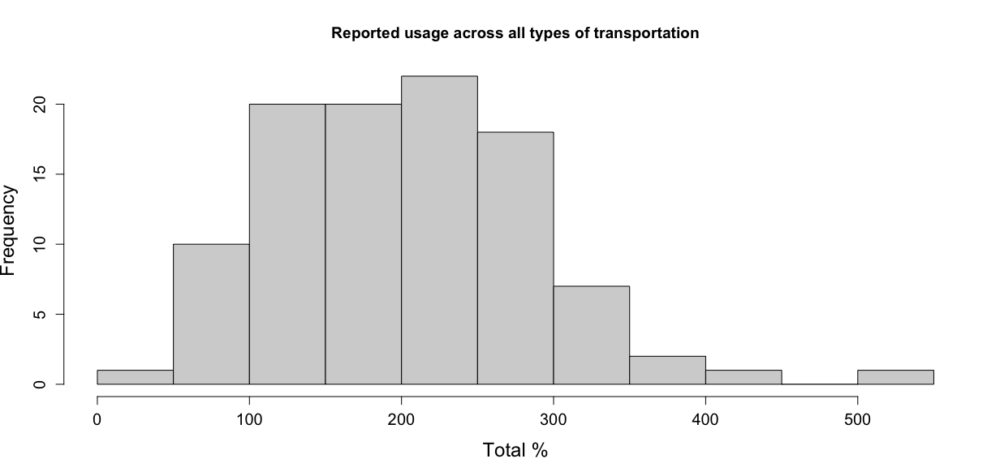 Reported usage across all types of transportation
Frequency
20
15
10
5
0
0 100 200 300 400 500
Total %